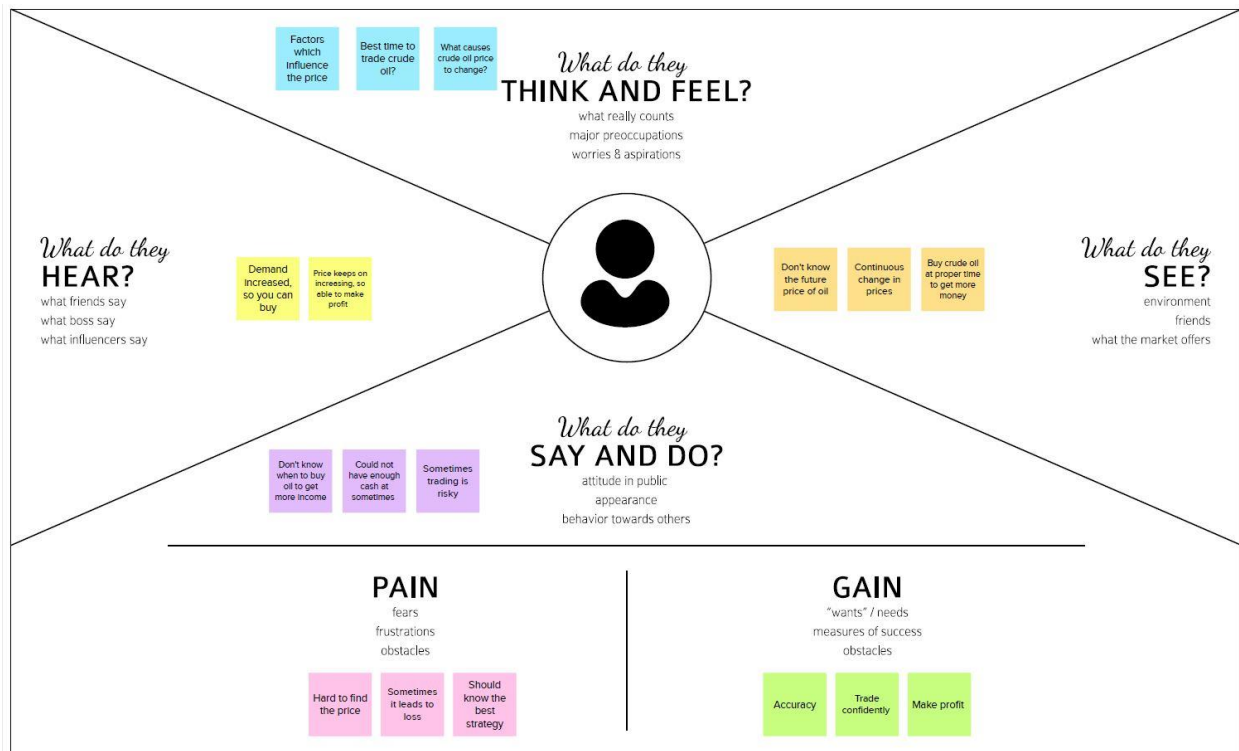 Factors
which
influence
the price
Best time to
trade crude
oil?
What causes
crude oil price
to change?
What do they
THINK AND FEEL?
what really counts
major preoccupations
worries & aspirations
What do they
HEAR?
what friends say
what boss say
what influencers say
Demand
increased,
so you can
buy
Price keeps on
increasing, so
able to make
profit
Don't know
the future
price of oil
Continuous
change in
prices
Buy crude oil
at proper time
to get more
money
What do they
SEE?
environment
friends
what the market offers
What do they
SAY AND DO?
attitude in public
appearance
behavior towards others
Don't know
when to buy
oil to get
more income
Could not
have enough
cash at
sometimes
Sometimes
trading is
risky
PAIN
fears
frustrations
obstacles
Hard to find
the price
Sometimes
it leads to
loss
Should
know the
best
strategy
GAIN
"wants" / needs
measures of success
obstacles
Accuracy
Trade
confidently
Make profit